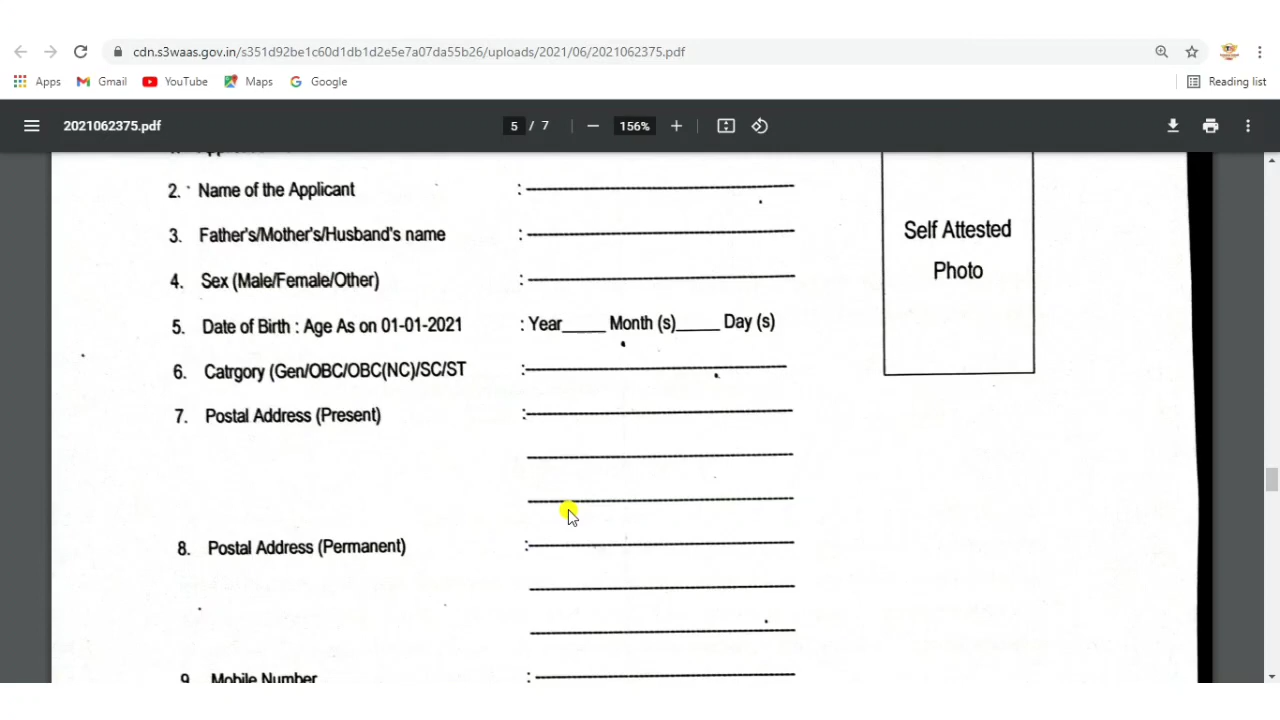 cdn.s3waas.gov.in/s351d92be1c60d1db1d2e5e7a07da55b26/uploads/2021/06/2021062375.pdf
Apps Gmail YouTube Maps Google Reading list
2021062375.pdf 5 / 7 156%
2. Name of the Applicant :
3. Father's/Mother's/Husband's name :
Self Attested
Photo
4. Sex (Male/Female/Other) :
5. Date of Birth : Age As on 01-01-2021 : Year_____ Month (s)_____ Day (s)
6. Catrgory (Gen/OBC/OBC(NC)/SC/ST :
7. Postal Address (Present) :
8. Postal Address (Permanent) :
9 Mobile Number :